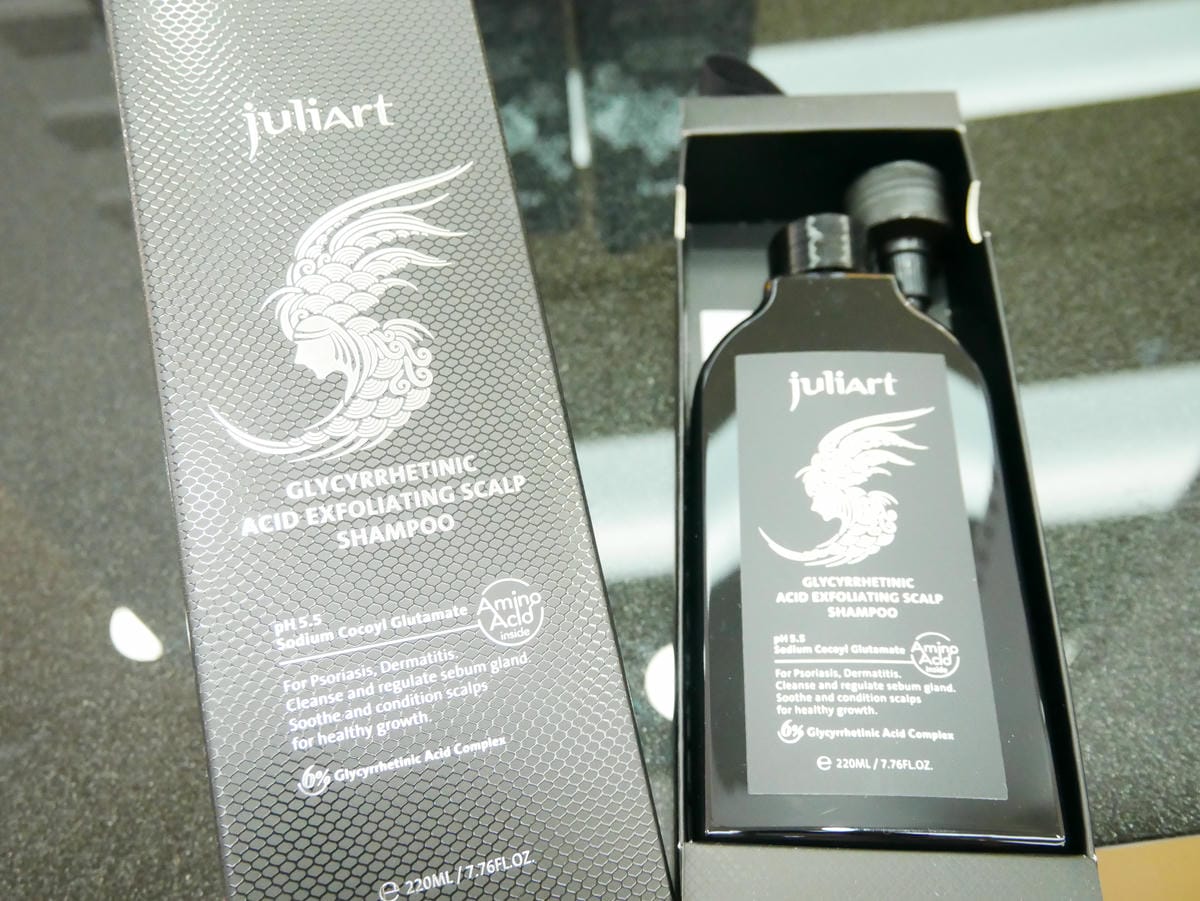 juliart
GLYCYRRHETINIC
ACID EXFOLIATING SCALP
SHAMPOO
pH 5.5
Sodium Cocoyl Glutamate
Amino
Acid
inside
For Psoriasis, Dermatitis.
Cleanse and regulate sebum gland.
Soothe and condition scalps
for healthy growth.
6% Glycyrrhetinic Acid Complex
℮ 220ML / 7.76FL.OZ.
juliart
GLYCYRRHETINIC
ACID EXFOLIATING SCALP
SHAMPOO
pH 5.5
Sodium Cocoyl Glutamate
Amino
Acid
inside
For Psoriasis, Dermatitis.
Cleanse and regulate sebum gland.
Soothe and condition scalps
for healthy growth.
6% Glycyrrhetinic Acid Complex
℮ 220ML / 7.76FL.OZ.